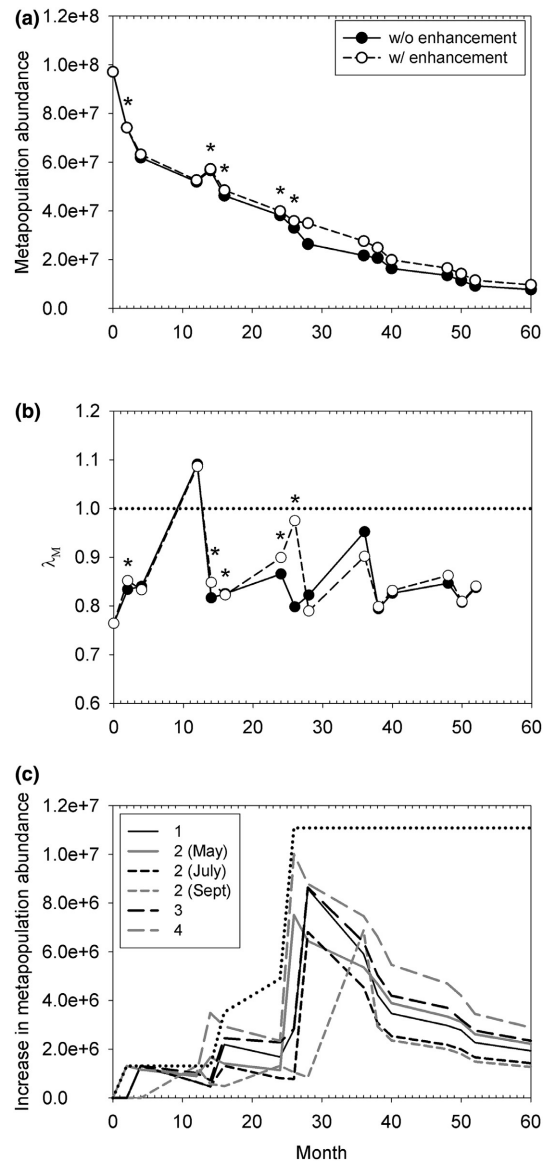 (a)
1.2e+8
1.0e+8
8.0e+7
6.0e+7
4.0e+7
2.0e+7
0.0
Metapopulation abundance
w/o enhancement
w/ enhancement
*
*
*
*
*
0 10 20 30 40 50 60
(b)
1.2
1.1
1.0
0.9
0.8
0.7
0.6
λM
*
*
*
*
*
0 10 20 30 40 50 60
(c)
1.2e+7
1.0e+7
8.0e+6
6.0e+6
4.0e+6
2.0e+6
0.0
Increase in metapopulation abundance
1
2 (May)
2 (July)
2 (Sept)
3
4
0 10 20 30 40 50 60
Month